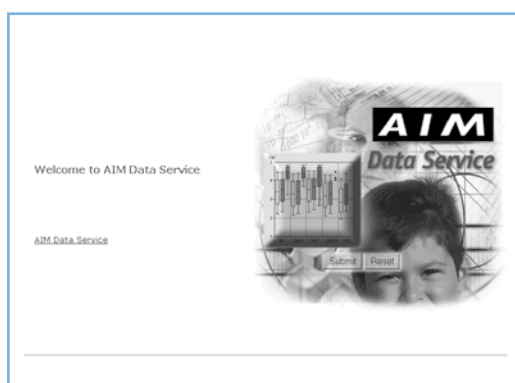 Welcome to AIM Data Service
AIM Data Service
AIM
Data Service
Submit Reset